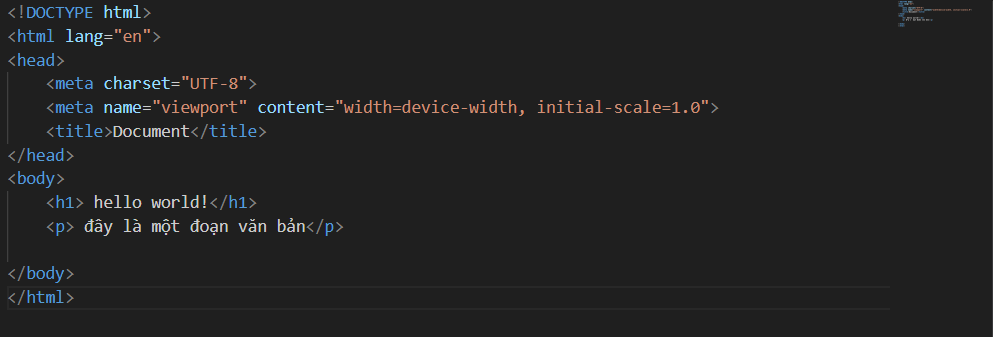 <!DOCTYPE html>
<html lang="en">
<head>
    <meta charset="UTF-8">
    <meta name="viewport" content="width=device-width, initial-scale=1.0">
    <title>Document</title>
</head>
<body>
    <h1> hello world!</h1>
    <p> đây là một đoạn văn bản</p>

</body>
</html>